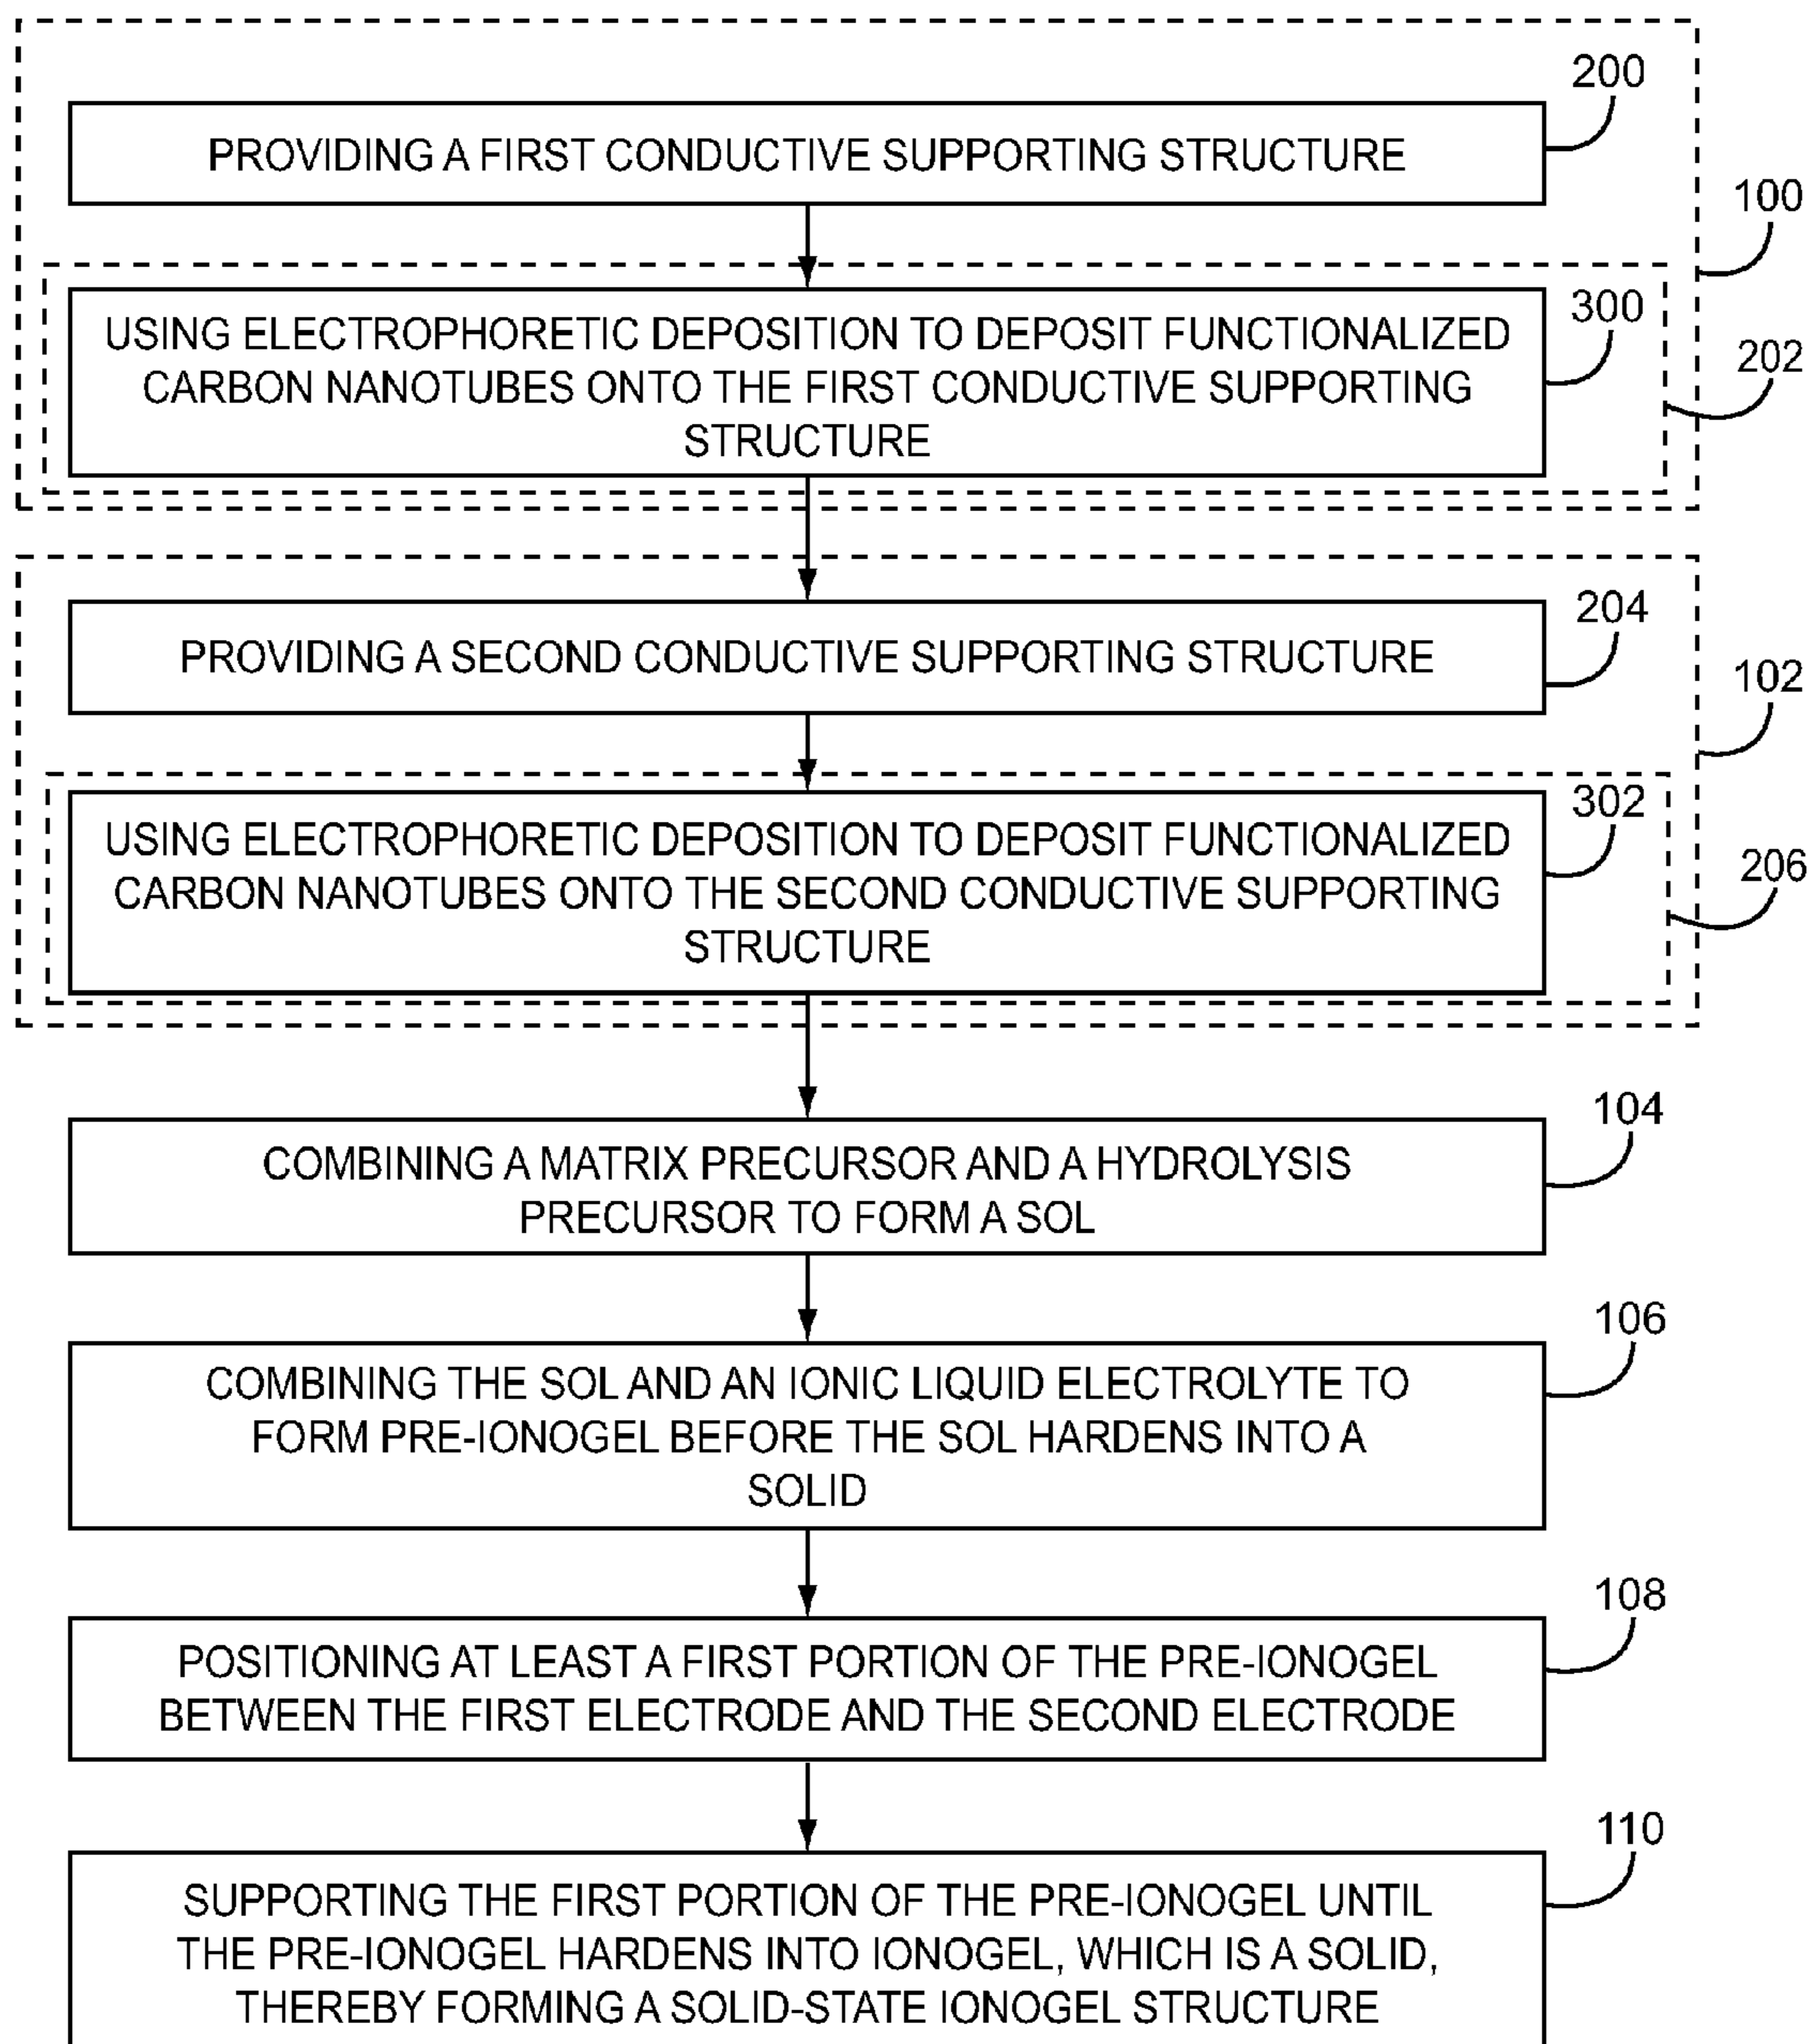 200
PROVIDING A FIRST CONDUCTIVE SUPPORTING STRUCTURE
100
300
USING ELECTROPHORETIC DEPOSITION TO DEPOSIT FUNCTIONALIZED
CARBON NANOTUBES ONTO THE FIRST CONDUCTIVE SUPPORTING
STRUCTURE
202
204
PROVIDING A SECOND CONDUCTIVE SUPPORTING STRUCTURE
102
302
USING ELECTROPHORETIC DEPOSITION TO DEPOSIT FUNCTIONALIZED
CARBON NANOTUBES ONTO THE SECOND CONDUCTIVE SUPPORTING
STRUCTURE
206
104
COMBINING A MATRIX PRECURSOR AND A HYDROLYSIS
PRECURSOR TO FORM A SOL
106
COMBINING THE SOL AND AN IONIC LIQUID ELECTROLYTE TO
FORM PRE-IONOGEL BEFORE THE SOL HARDENS INTO A
SOLID
108
POSITIONING AT LEAST A FIRST PORTION OF THE PRE-IONOGEL
BETWEEN THE FIRST ELECTRODE AND THE SECOND ELECTRODE
110
SUPPORTING THE FIRST PORTION OF THE PRE-IONOGEL UNTIL
THE PRE-IONOGEL HARDENS INTO IONOGEL, WHICH IS A SOLID,
THEREBY FORMING A SOLID-STATE IONOGEL STRUCTURE